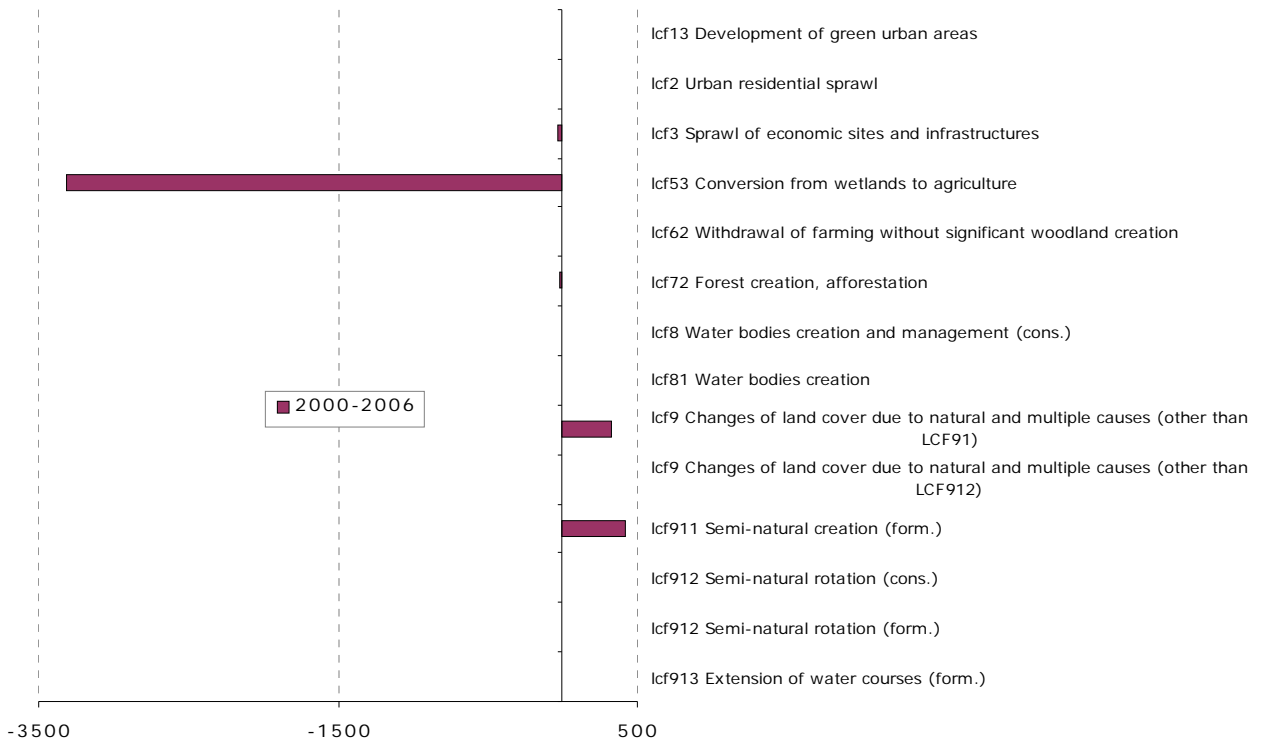 lcf13 Development of green urban areas
lcf2 Urban residential sprawl
lcf3 Sprawl of economic sites and infrastructures
lcf53 Conversion from wetlands to agriculture
lcf62 Withdrawal of farming without significant woodland creation
lcf72 Forest creation, afforestation
lcf8 Water bodies creation and management (cons.)
lcf81 Water bodies creation
2000-2006
lcf9 Changes of land cover due to natural and multiple causes (other than
LCF91)
lcf9 Changes of land cover due to natural and multiple causes (other than
LCF912)
lcf911 Semi-natural creation (form.)
lcf912 Semi-natural rotation (cons.)
lcf912 Semi-natural rotation (form.)
lcf913 Extension of water courses (form.)
-3500 -1500 500